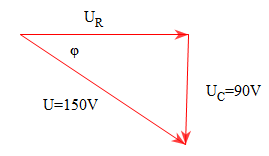 U_R
φ
U_C=90V
U=150V